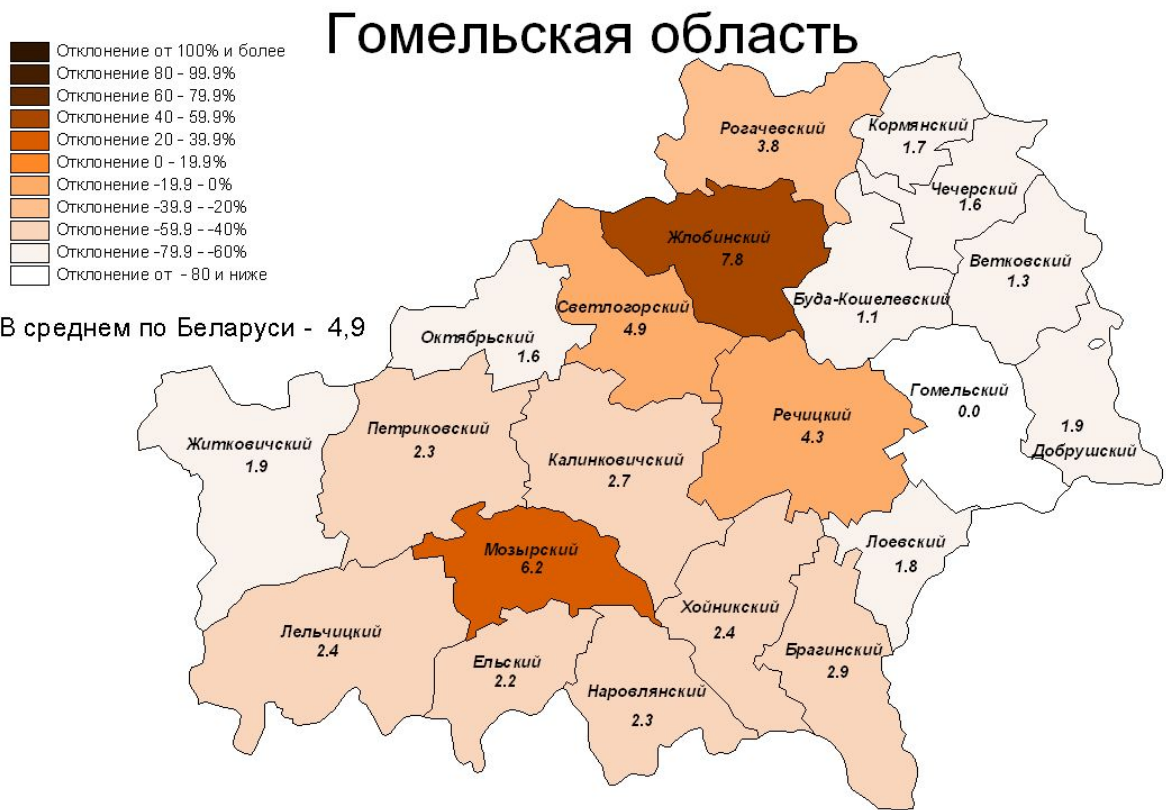 Гомельская область
Отклонение от 100% и более
Отклонение 80 - 99.9%
Отклонение 60 - 79.9%
Отклонение 40 - 59.9%
Отклонение 20 - 39.9%
Отклонение 0 - 19.9%
Отклонение -19.9 - 0%
Отклонение -39.9 - -20%
Отклонение -59.9 - -40%
Отклонение -79.9 - -60%
Отклонение от - 80 и ниже
В среднем по Беларуси - 4,9
Рогачевский
3.8
Кормянский
1.7
Чечерский
1.6
Жлобинский
7.8
Ветковский
1.3
Буда-Кошелевский
1.1
Светлогорский
4.9
Октябрьский
1.6
Гомельский
0.0
Речицкий
4.3
1.9
Добрушский
Житковичский
1.9
Петриковский
2.3
Калинковичский
2.7
Мозырский
6.2
Лоевский
1.8
Хойникский
2.4
Лельчицкий
2.4
Брагинский
2.9
Ельский
2.2
Наровлянский
2.3